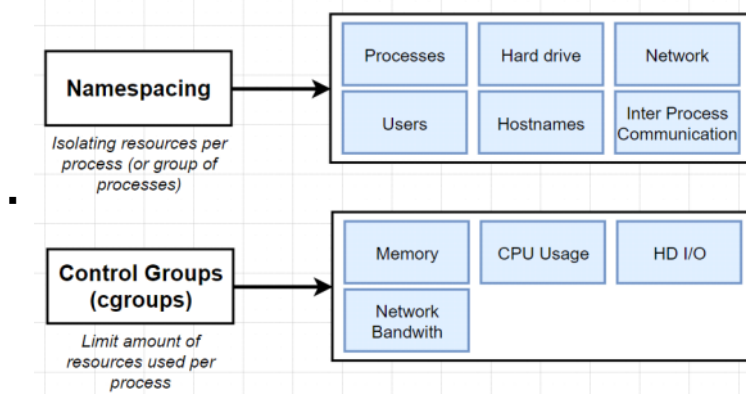 Namespacing
Isolating resources per
process (or group of
processes)
Processes
Hard drive
Network
Users
Hostnames
Inter Process
Communication
Control Groups
(cgroups)
Limit amount of
resources used per
process
Memory
CPU Usage
HD I/O
Network
Bandwith